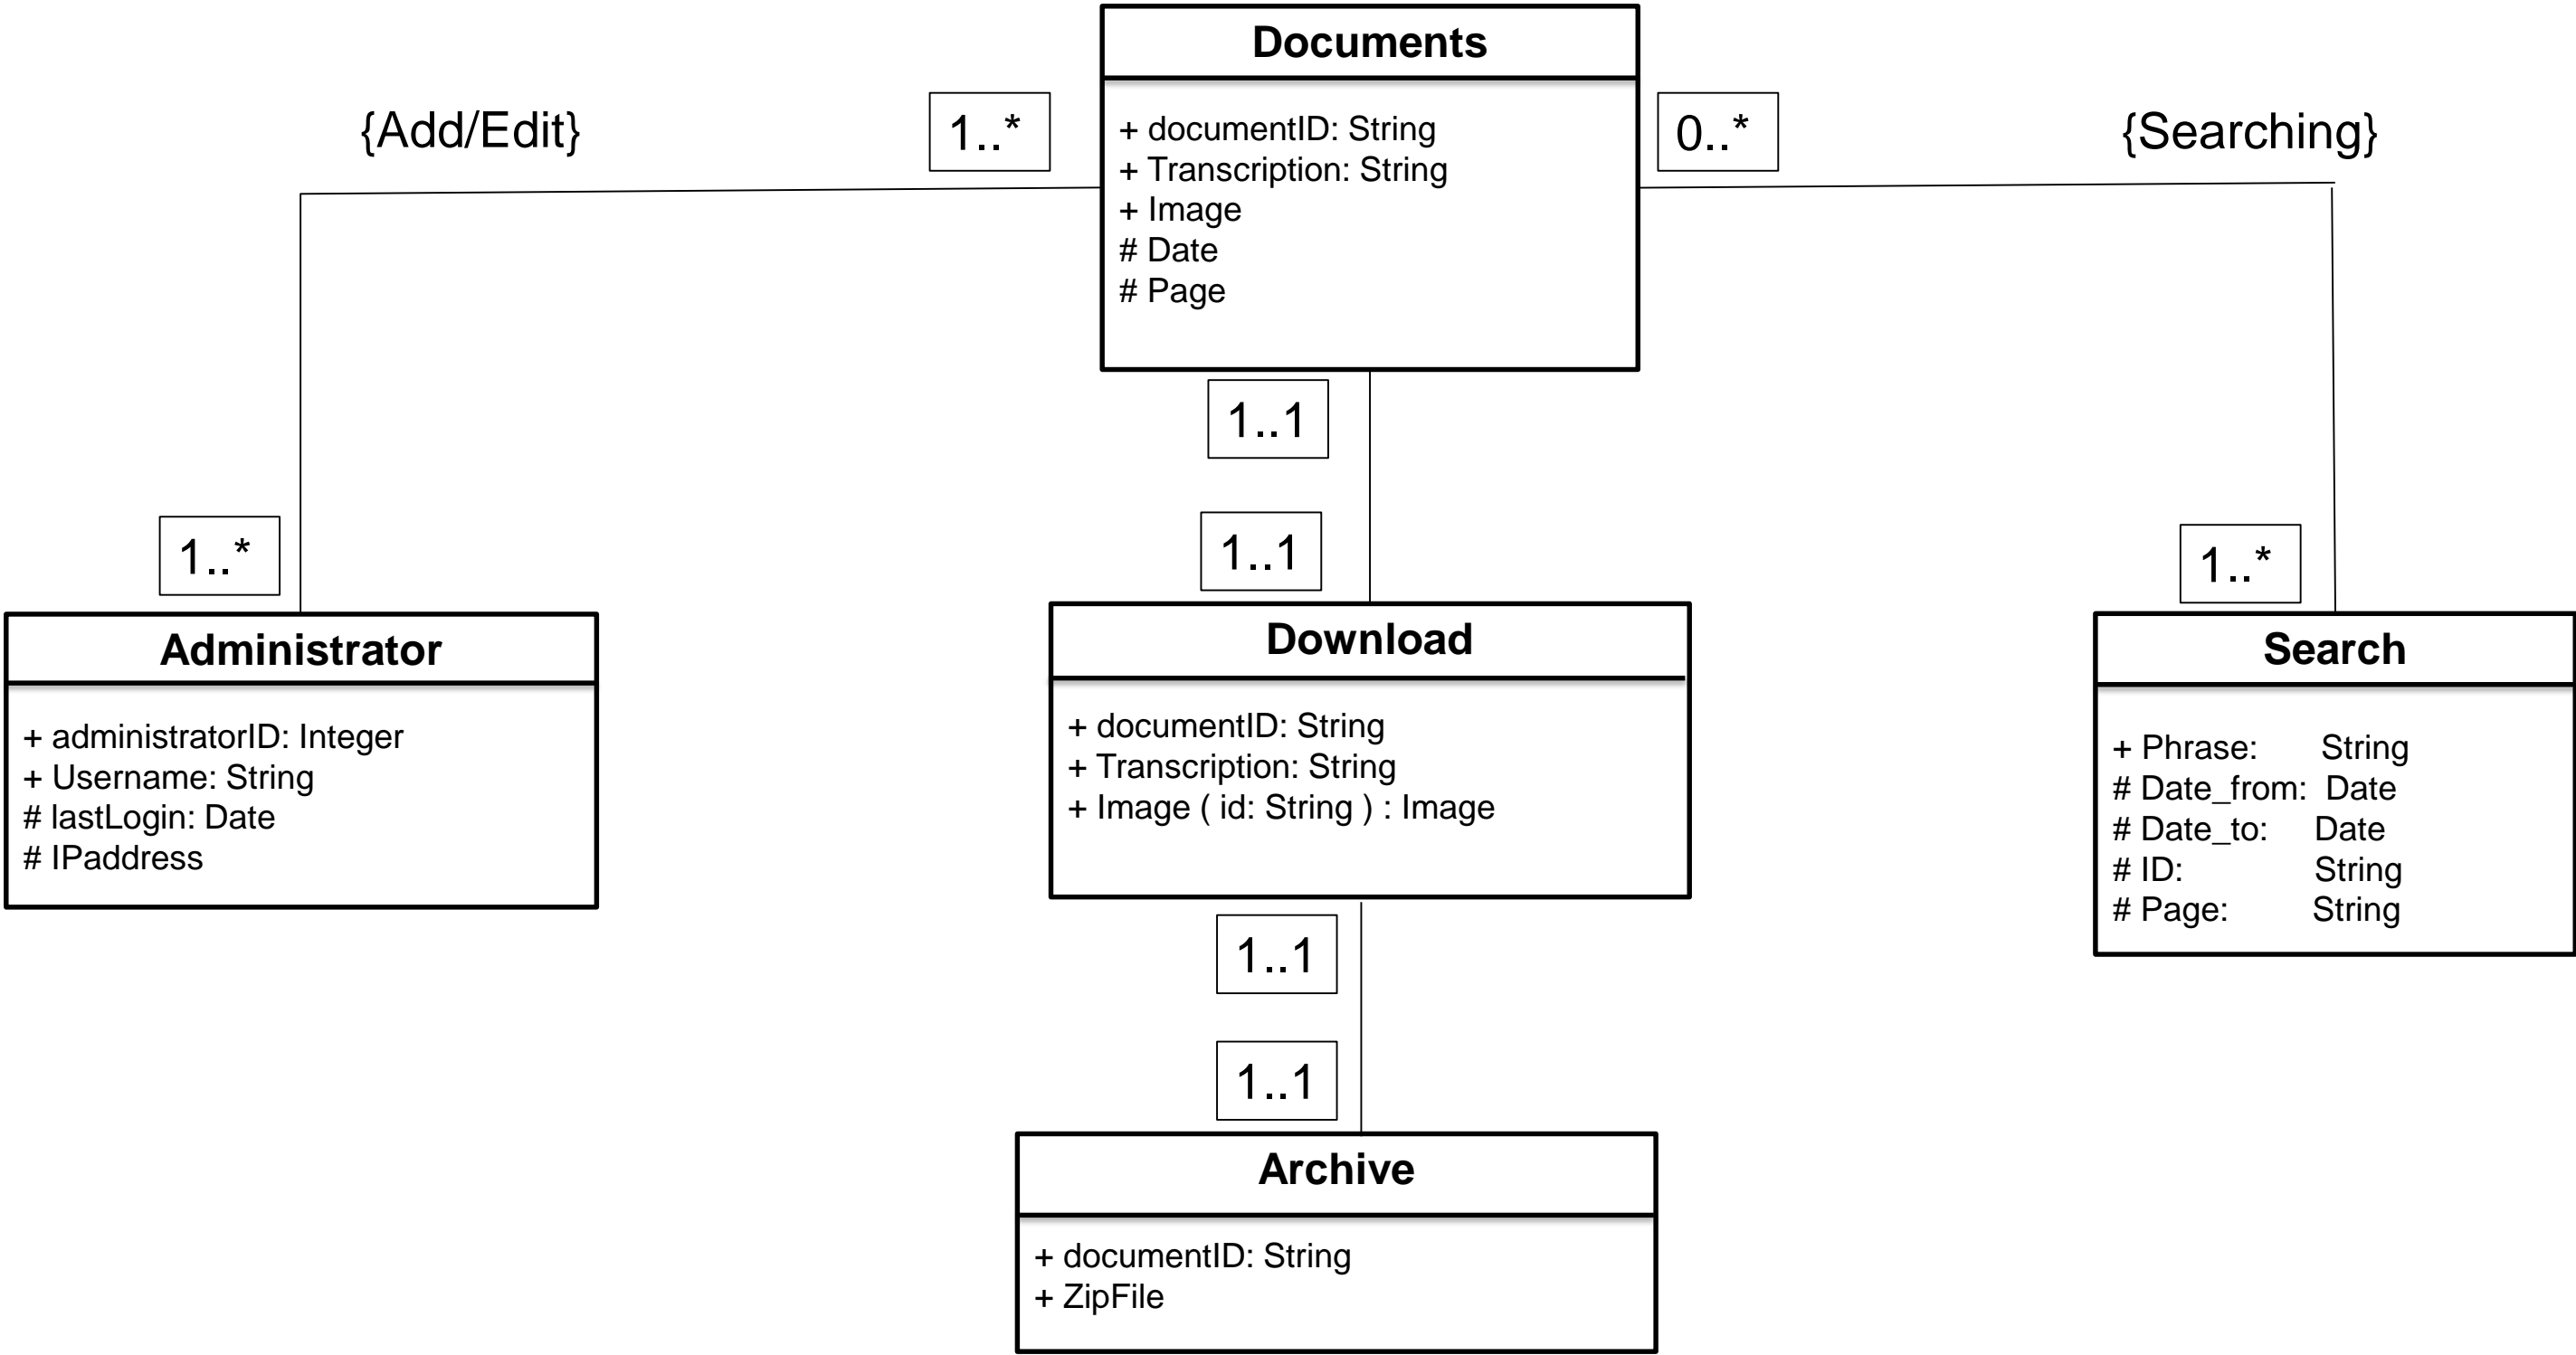 Documents
+ documentID: String
+ Transcription: String
+ Image
# Date
# Page
{Add/Edit}
1..*
0..*
{Searching}
1..1
1..1
1..*
1..*
Administrator
+ administratorID: Integer
+ Username: String
# lastLogin: Date
# IPaddress
Download
+ documentID: String
+ Transcription: String
+ Image ( id: String ) : Image
Search
+ Phrase: String
# Date_from: Date
# Date_to: Date
# ID: String
# Page: String
1..1
1..1
Archive
+ documentID: String
+ ZipFile